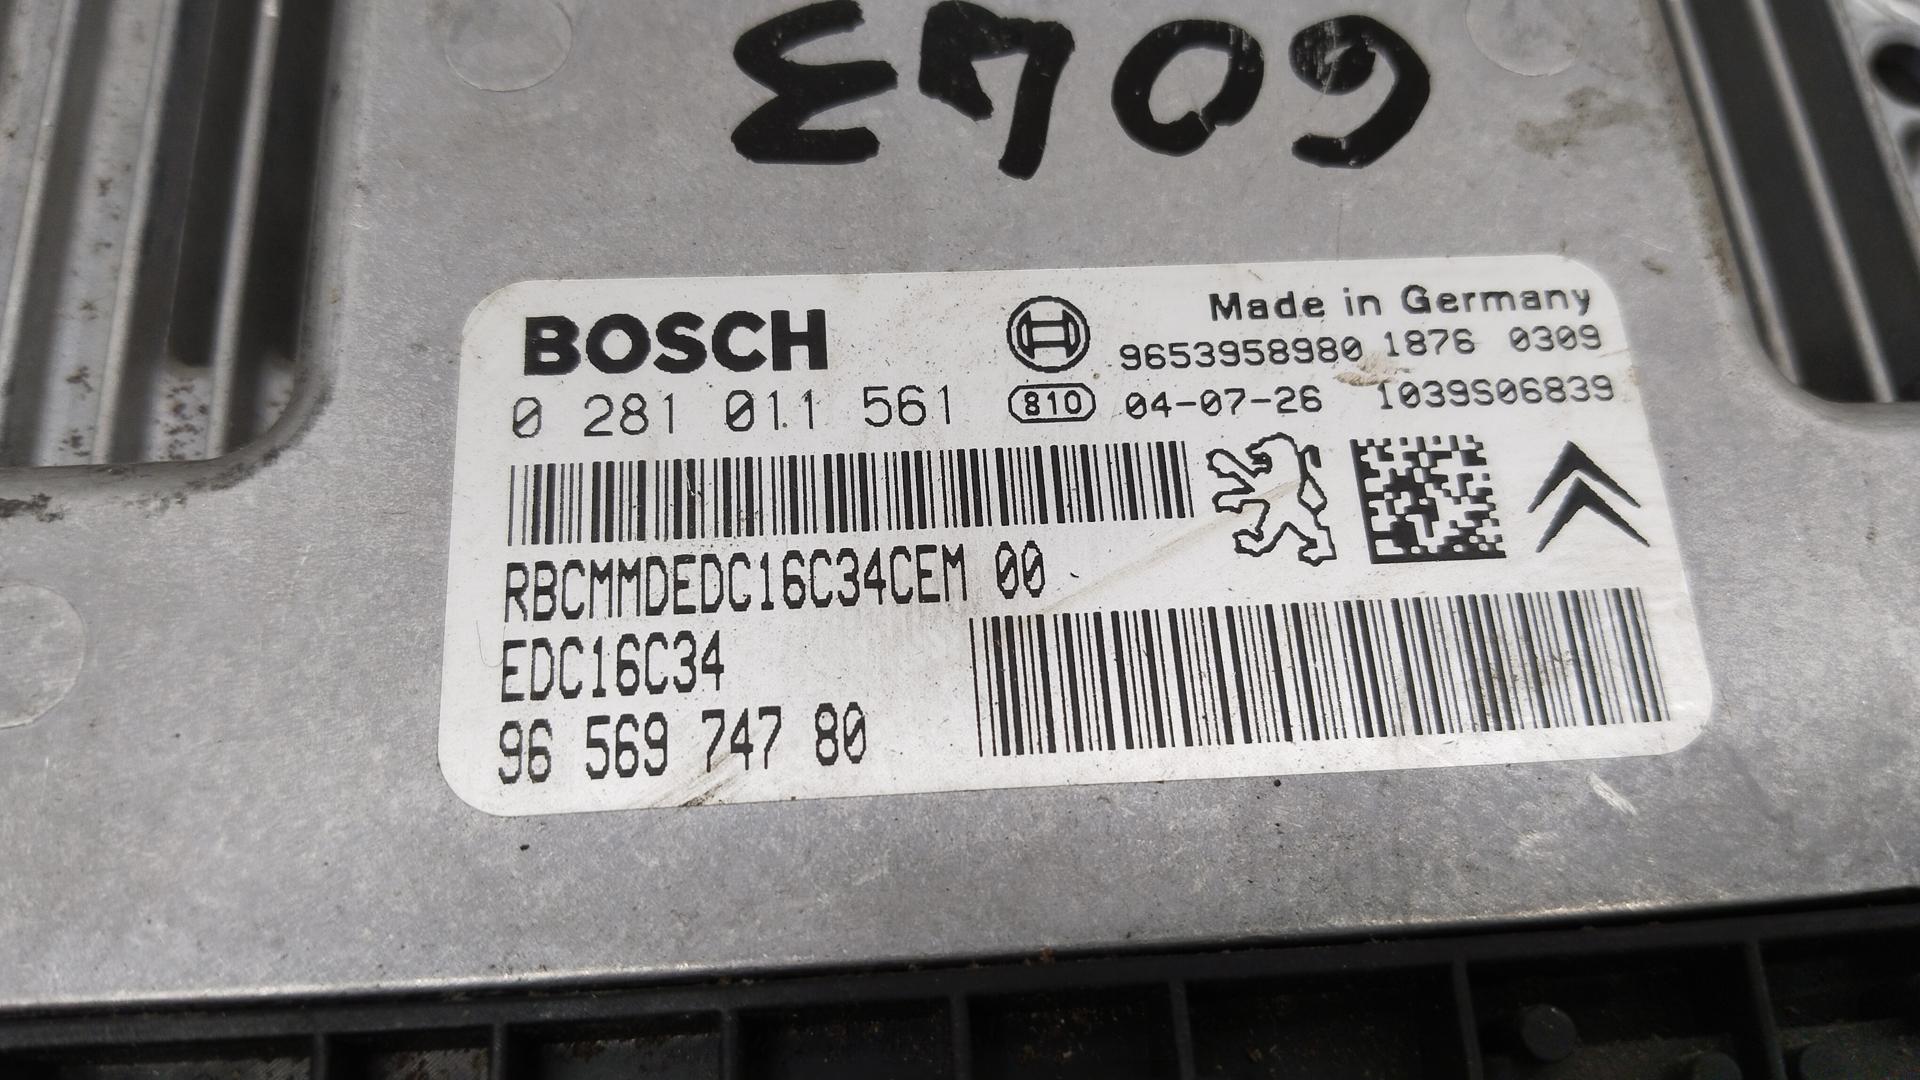 6043
BOSCH
Made in Germany
9653958980 1876 0309
0 281 011 561
810 04-07-26 1039S06839
RBCMMDEDC16C34CEM 00
EDC16C34
96 569 747 80